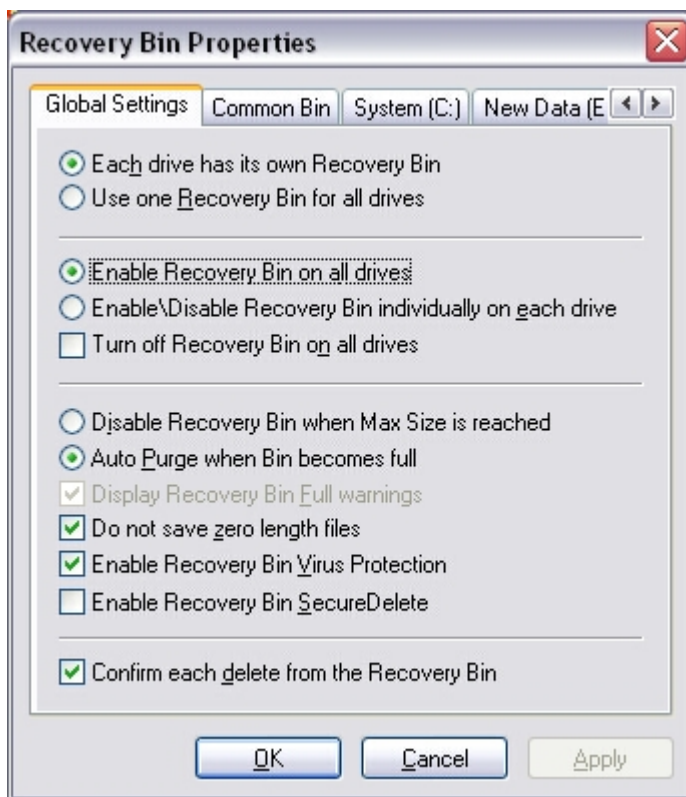 Recovery Bin Properties
Global Settings Common Bin System (C:) New Data (E
Each drive has its own Recovery Bin
Use one Recovery Bin for all drives
Enable Recovery Bin on all drives
Enable\Disable Recovery Bin individually on each drive
Turn off Recovery Bin on all drives
Disable Recovery Bin when Max Size is reached
Auto Purge when Bin becomes full
Display Recovery Bin Full warnings
Do not save zero length files
Enable Recovery Bin Virus Protection
Enable Recovery Bin SecureDelete
Confirm each delete from the Recovery Bin
OK Cancel Apply